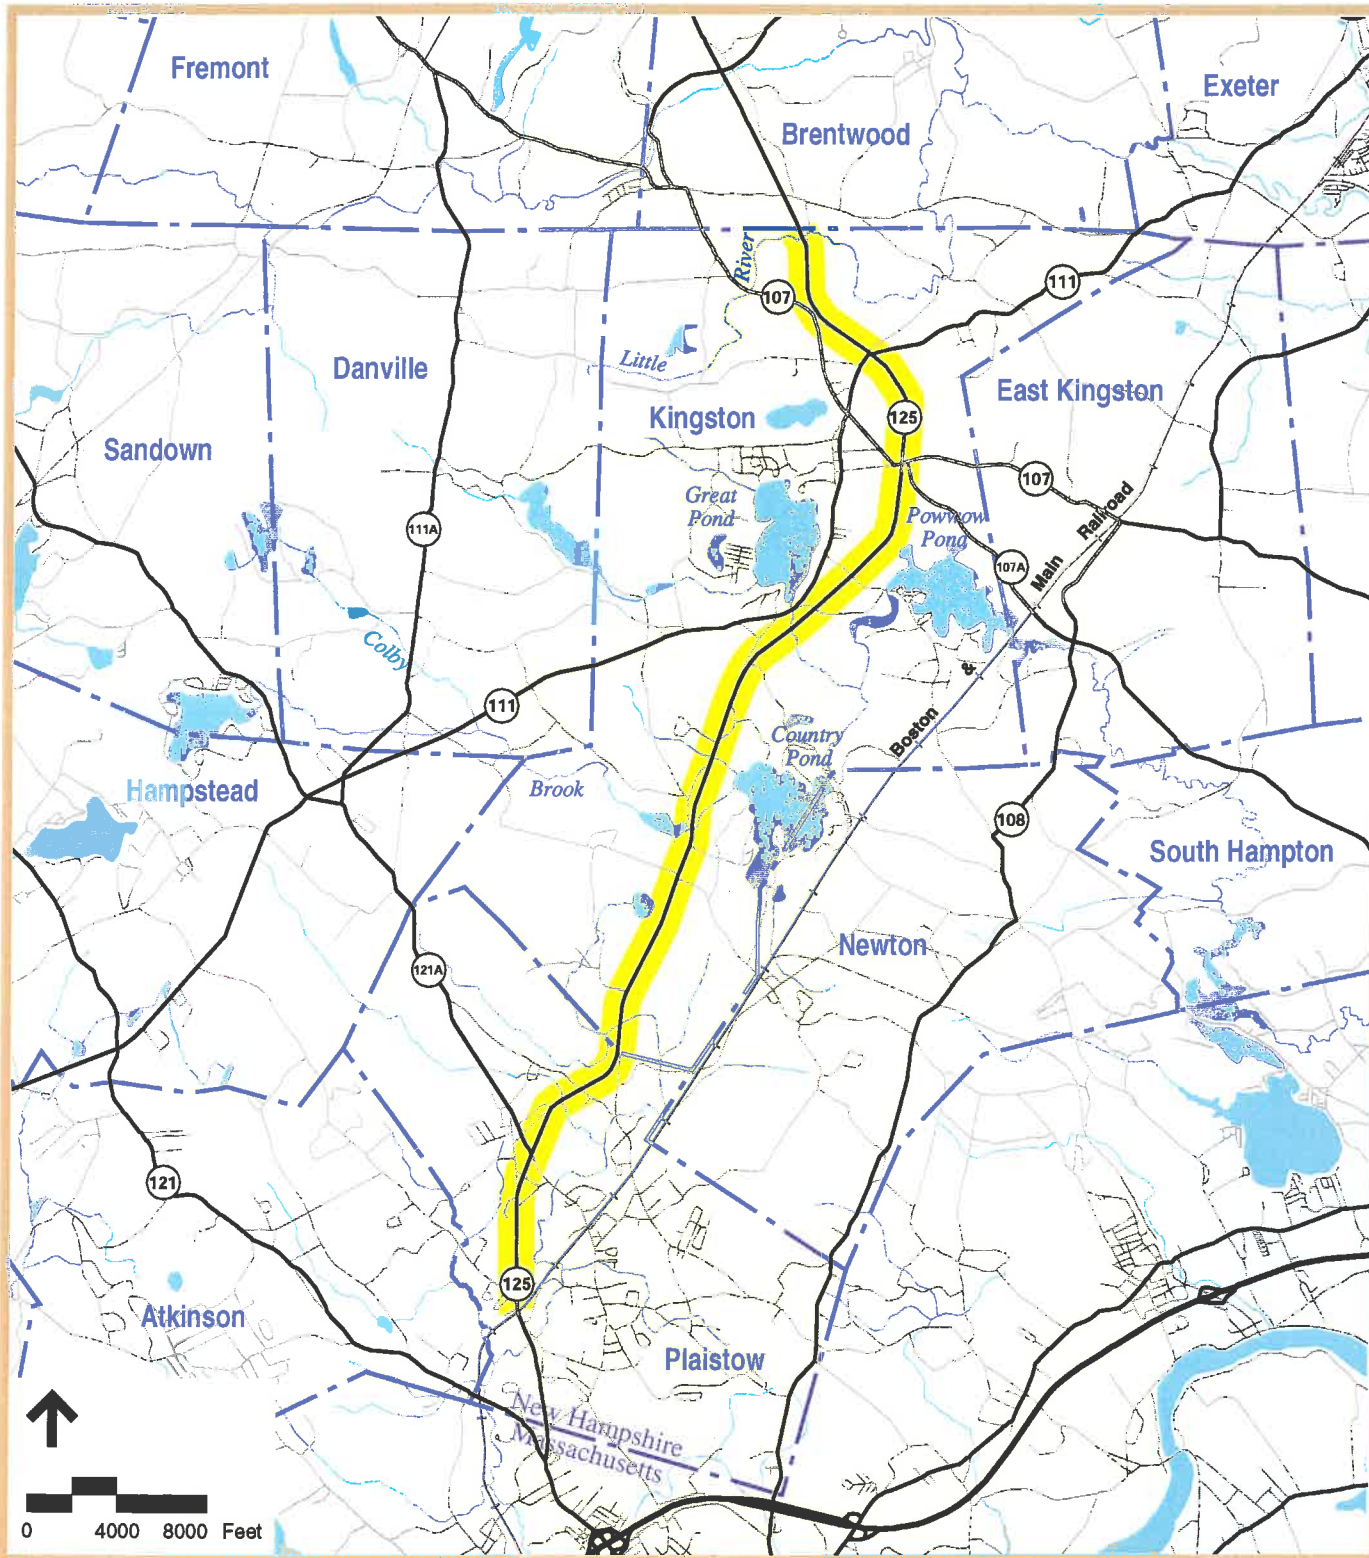 Fremont
Exeter
Brentwood
River
107
111
Little
Danville
Kingston
East Kingston
125
Sandown
107
Great
Pond
Railroad
Powwow
Pond
111A
107A
Main
Colby
&
111
Boston
Country
Pond
Brook
Hampstead
108
South Hampton
Newton
121A
121
125
Atkinson
Plaistow
New Hampshire
Massachusetts
0 4000 8000 Feet